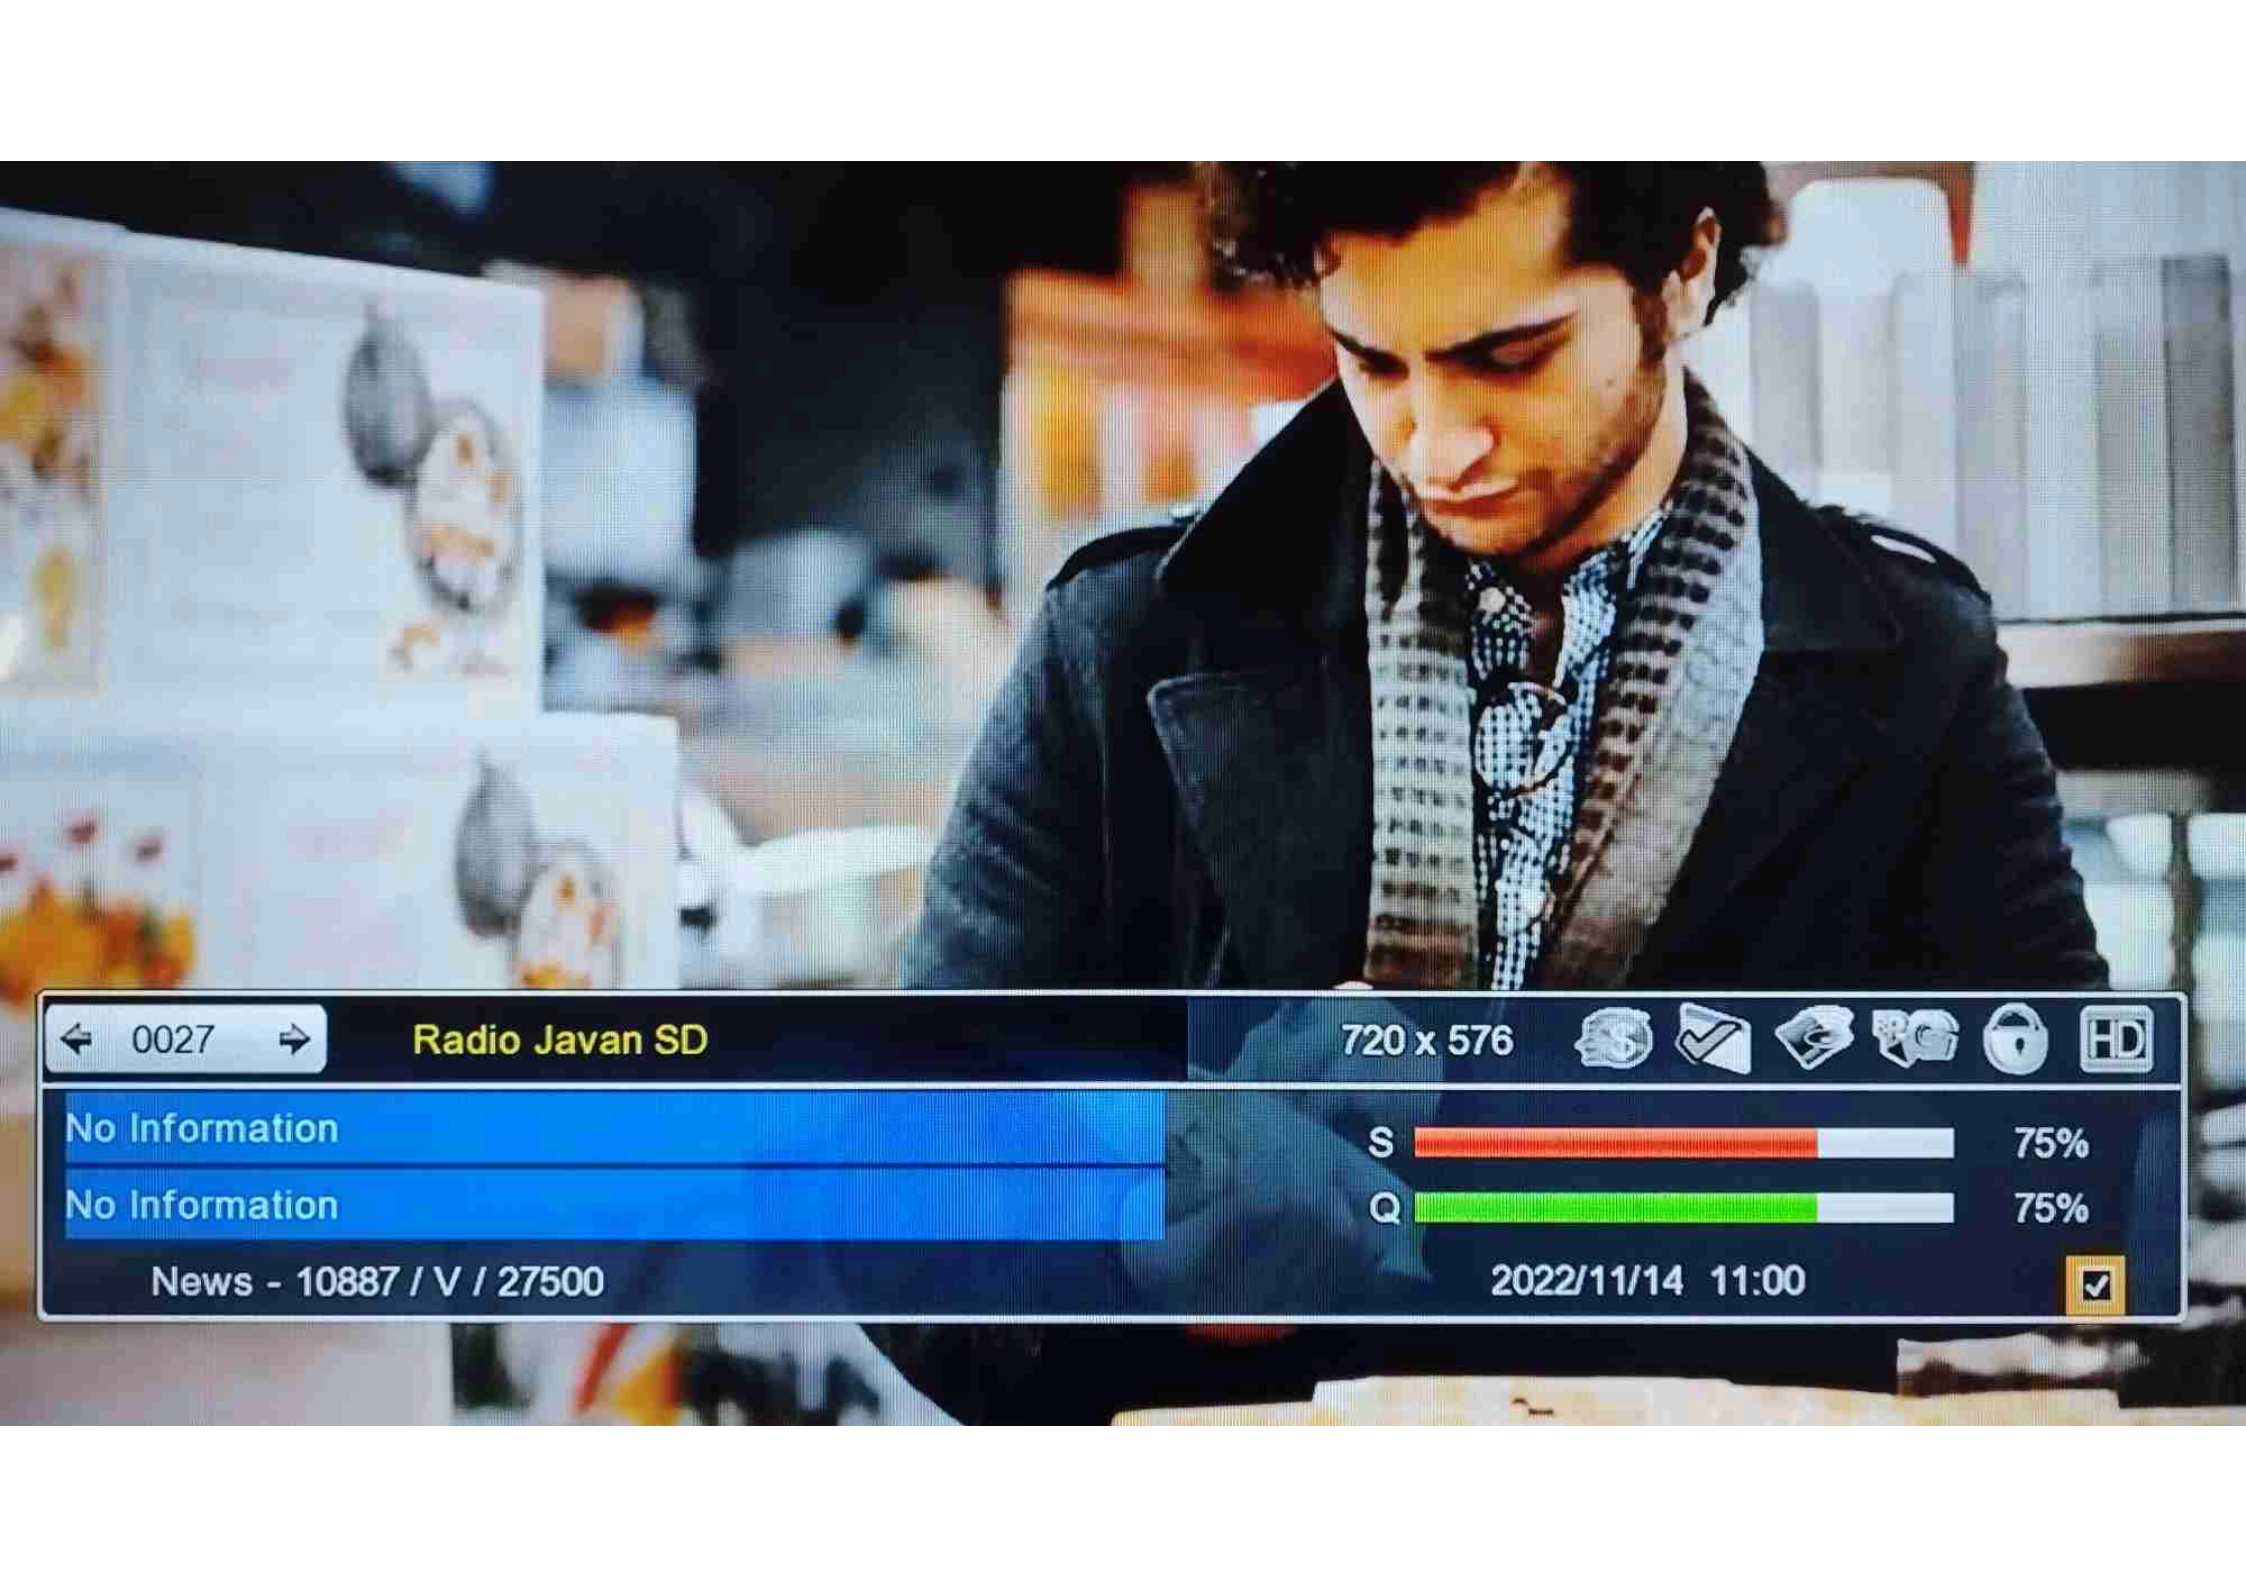 0027
Radio Javan SD
720 x 576
HD
No Information
S 75%
No Information
Q 75%
News - 10887 / V / 27500
2022/11/14 11:00